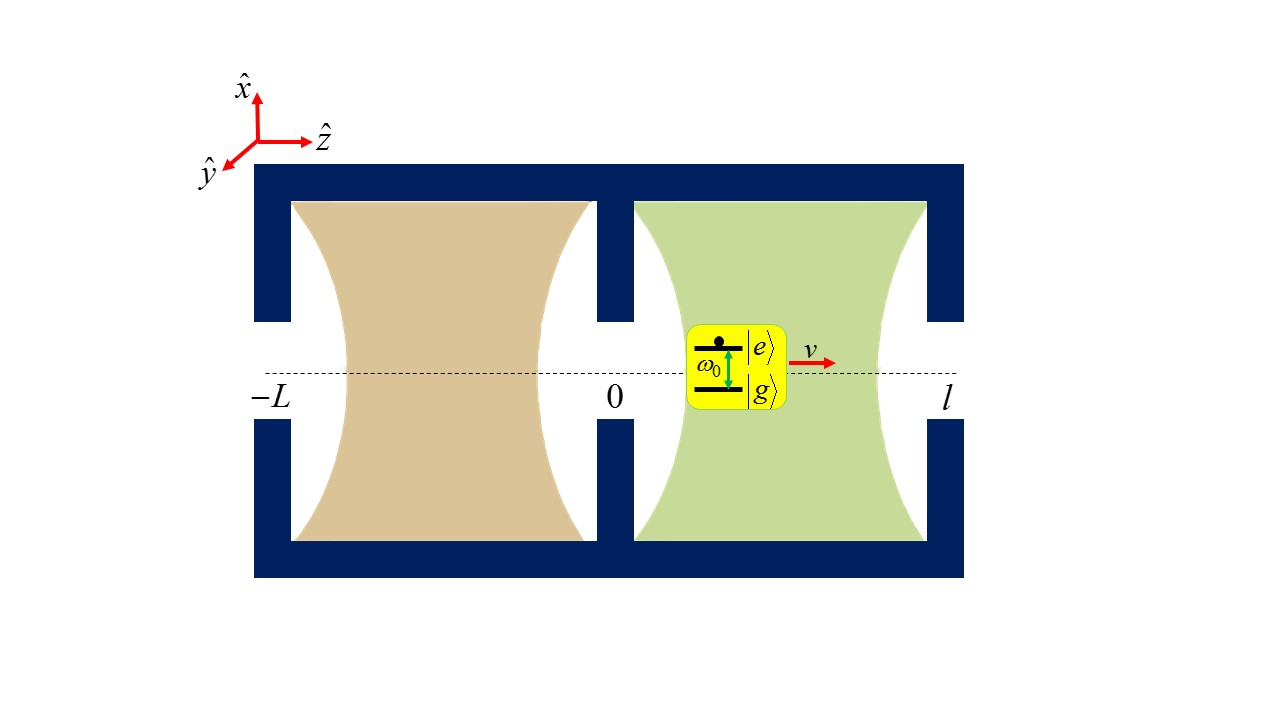 x̂
ẑ
ŷ
|e⟩
v
ω₀
|g⟩
−L
0
l